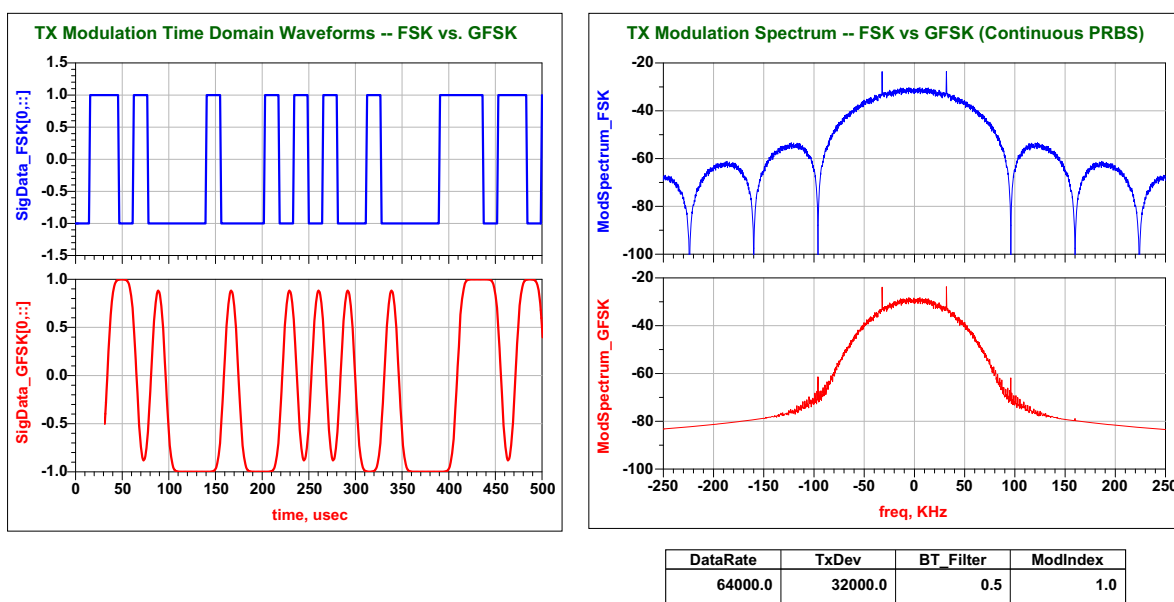 TX Modulation Time Domain Waveforms -- FSK vs. GFSK
SigData_FSK[0,::]
1.5
1.0
0.5
0.0
-0.5
-1.0
-1.5
SigData_GFSK[0,::]
1.0
0.5
0.0
-0.5
-1.0
0 50 100 150 200 250 300 350 400 450 500
time, usec
TX Modulation Spectrum -- FSK vs GFSK (Continuous PRBS)
ModSpectrum_FSK
-20
-40
-60
-80
-100
ModSpectrum_GFSK
-20
-40
-60
-80
-100
-250 -200 -150 -100 -50 0 50 100 150 200 250
freq, KHz
DataRate TxDev BT_Filter ModIndex
64000.0 32000.0 0.5 1.0